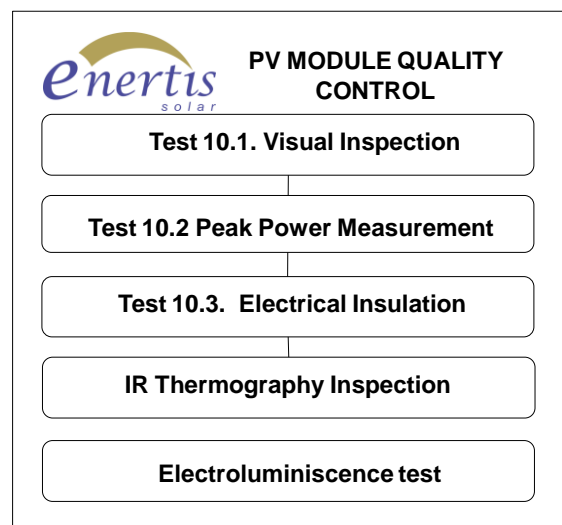 enertis
solar
PV MODULE QUALITY
CONTROL
Test 10.1. Visual Inspection
Test 10.2 Peak Power Measurement
Test 10.3. Electrical Insulation
IR Thermography Inspection
Electroluminiscence test